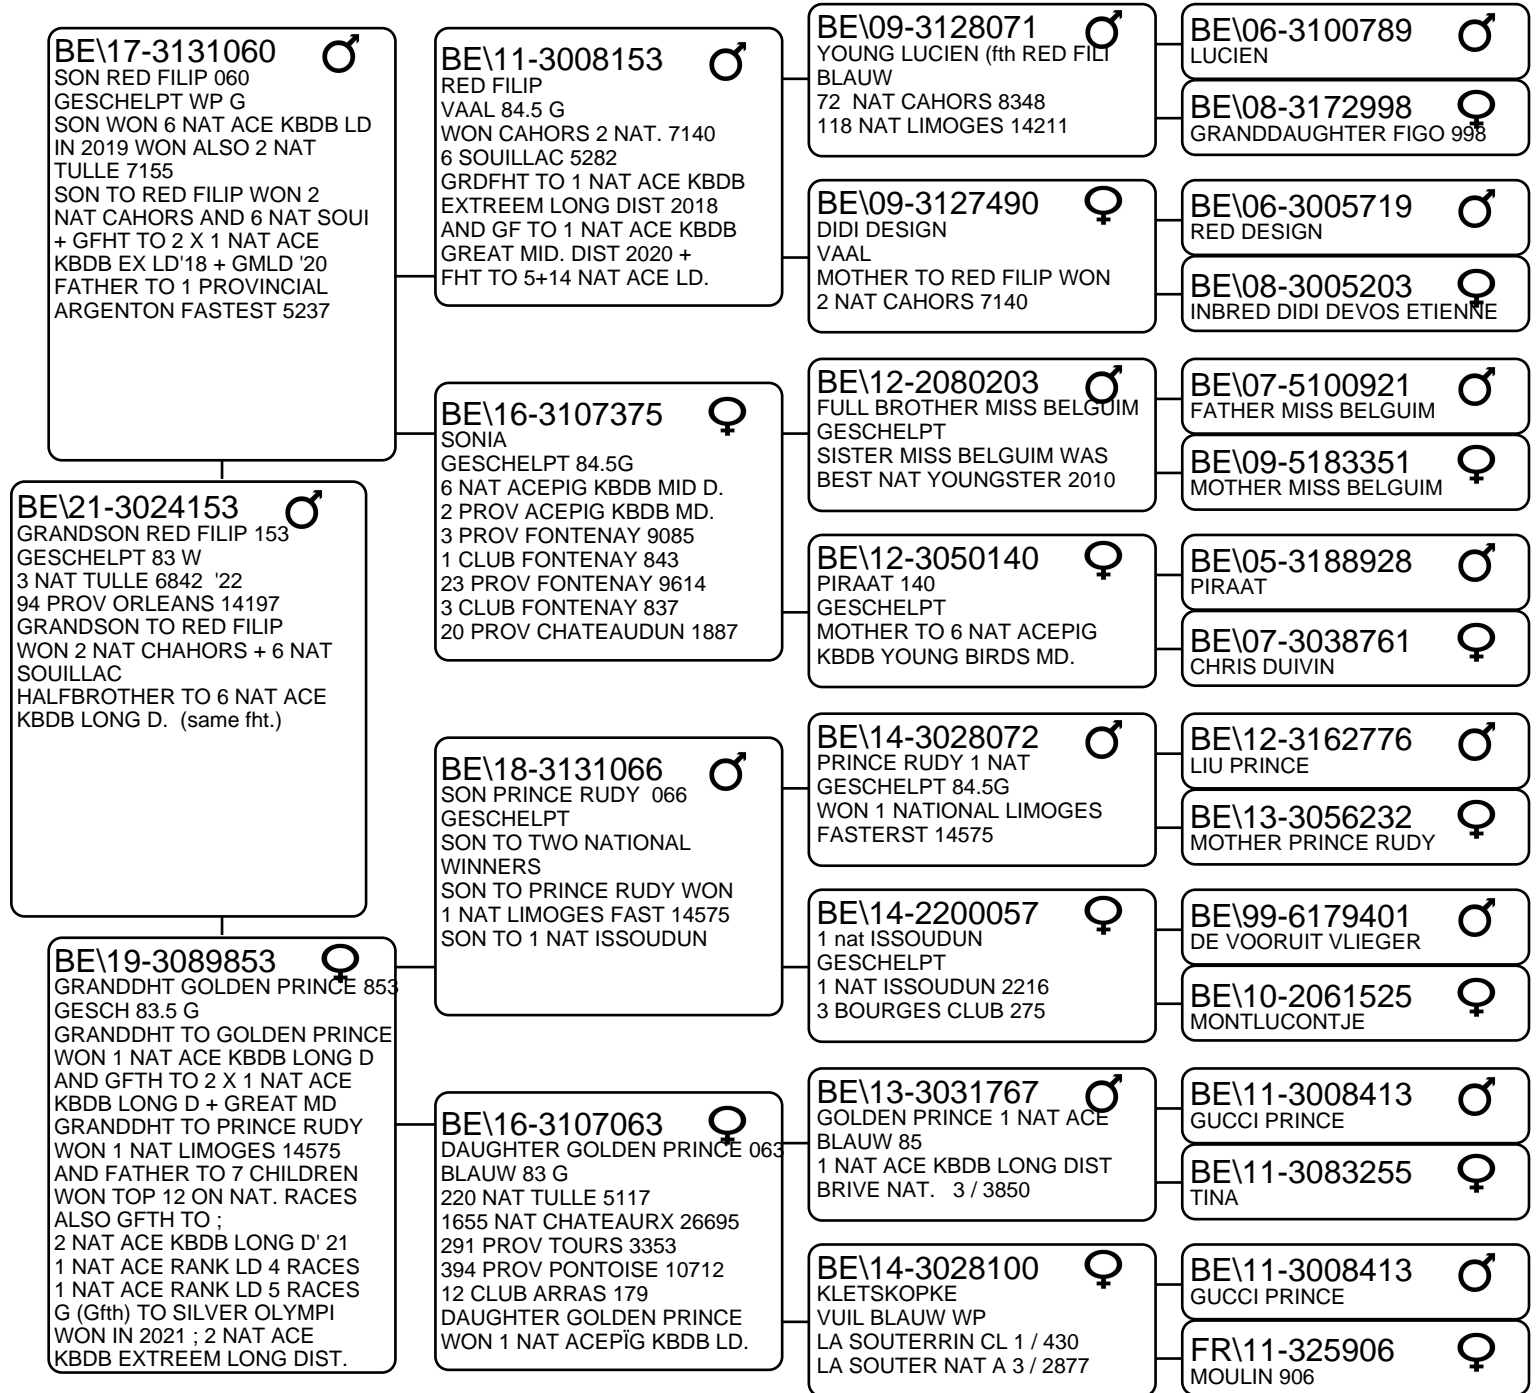 BE\17-3131060
SON RED FILIP 060
GESCHELPT WP G
SON WON 6 NAT ACE KBDB LD
IN 2019 WON ALSO 2 NAT
TULLE 7155
SON TO RED FILIP WON 2
NAT CAHORS AND 6 NAT SOUI
+ GFHT TO 2 X 1 NAT ACE
KBDB EX LD'18 + GMLD '20
FATHER TO 1 PROVINCIAL
ARGENTON FASTEST 5237
BE\21-3024153
GRANDSON RED FILIP 153
GESCHELPT 83 W
3 NAT TULLE 6842 '22
94 PROV ORLEANS 14197
GRANDSON TO RED FILIP
WON 2 NAT CHAHORS + 6 NAT
SOUILLAC
HALFBROTHER TO 6 NAT ACE
KBDB LONG D. (same fht.)
BE\19-3089853
GRANDDHT GOLDEN PRINCE 853
GESCH 83.5 G
GRANDDHT TO GOLDEN PRINCE
WON 1 NAT ACE KBDB LONG D
AND GFTH TO 2 X 1 NAT ACE
KBDB LONG D + GREAT MD
GRANDDHT TO PRINCE RUDY
WON 1 NAT LIMOGES 14575
AND FATHER TO 7 CHILDREN
WON TOP 12 ON NAT. RACES
ALSO GFTH TO ;
2 NAT ACE KBDB LONG D' 21
1 NAT ACE RANK LD 4 RACES
1 NAT ACE RANK LD 5 RACES
G (Gfth) TO SILVER OLYMPI
WON IN 2021 ; 2 NAT ACE
KBDB EXTREEM LONG DIST.
BE\11-3008153
RED FILIP
VAAL 84.5 G
WON CAHORS 2 NAT. 7140
6 SOUILLAC 5282
GRDFHT TO 1 NAT ACE KBDB
EXTREEM LONG DIST 2018
AND GF TO 1 NAT ACE KBDB
GREAT MID. DIST 2020 +
FHT TO 5+14 NAT ACE LD.
BE\16-3107375
SONIA
GESCHELPT 84.5G
6 NAT ACEPIG KBDB MID D.
2 PROV ACEPIG KBDB MD.
3 PROV FONTENAY 9085
1 CLUB FONTENAY 843
23 PROV FONTENAY 9614
3 CLUB FONTENAY 837
20 PROV CHATEAUDUN 1887
BE\18-3131066
SON PRINCE RUDY 066
GESCHELPT
SON TO TWO NATIONAL
WINNERS
SON TO PRINCE RUDY WON
1 NAT LIMOGES FAST 14575
SON TO 1 NAT ISSOUDUN
BE\16-3107063
DAUGHTER GOLDEN PRINCE 063
BLAUW 83 G
220 NAT TULLE 5117
1655 NAT CHATEAURX 26695
291 PROV TOURS 3353
394 PROV PONTOISE 10712
12 CLUB ARRAS 179
DAUGHTER GOLDEN PRINCE
WON 1 NAT ACEPÏG KBDB LD.
BE\09-3128071
YOUNG LUCIEN (fth RED FILI
BLAUW
72 NAT CAHORS 8348
118 NAT LIMOGES 14211
BE\09-3127490
DIDI DESIGN
VAAL
MOTHER TO RED FILIP WON
2 NAT CAHORS 7140
BE\12-2080203
FULL BROTHER MISS BELGUIM
GESCHELPT
SISTER MISS BELGUIM WAS
BEST NAT YOUNGSTER 2010
BE\12-3050140
PIRAAT 140
GESCHELPT
MOTHER TO 6 NAT ACEPIG
KBDB YOUNG BIRDS MD.
BE\14-3028072
PRINCE RUDY 1 NAT
GESCHELPT 84.5G
WON 1 NATIONAL LIMOGES
FASTERST 14575
BE\14-2200057
1 nat ISSOUDUN
GESCHELPT
1 NAT ISSOUDUN 2216
3 BOURGES CLUB 275
BE\13-3031767
GOLDEN PRINCE 1 NAT ACE
BLAUW 85
1 NAT ACE KBDB LONG DIST
BRIVE NAT. 3 / 3850
BE\14-3028100
KLETSKOPKE
VUIL BLAUW WP
LA SOUTERRIN CL 1 / 430
LA SOUTER NAT A 3 / 2877
BE\06-3100789
LUCIEN
BE\08-3172998
GRANDDAUGHTER FIGO 998
BE\06-3005719
RED DESIGN
BE\08-3005203
INBRED DIDI DEVOS ETIENNE
BE\07-5100921
FATHER MISS BELGUIM
BE\09-5183351
MOTHER MISS BELGUIM
BE\05-3188928
PIRAAT
BE\07-3038761
CHRIS DUIVIN
BE\12-3162776
LIU PRINCE
BE\13-3056232
MOTHER PRINCE RUDY
BE\99-6179401
DE VOORUIT VLIEGER
BE\10-2061525
MONTLUCONTJE
BE\11-3008413
GUCCI PRINCE
BE\11-3083255
TINA
BE\11-3008413
GUCCI PRINCE
FR\11-325906
MOULIN 906